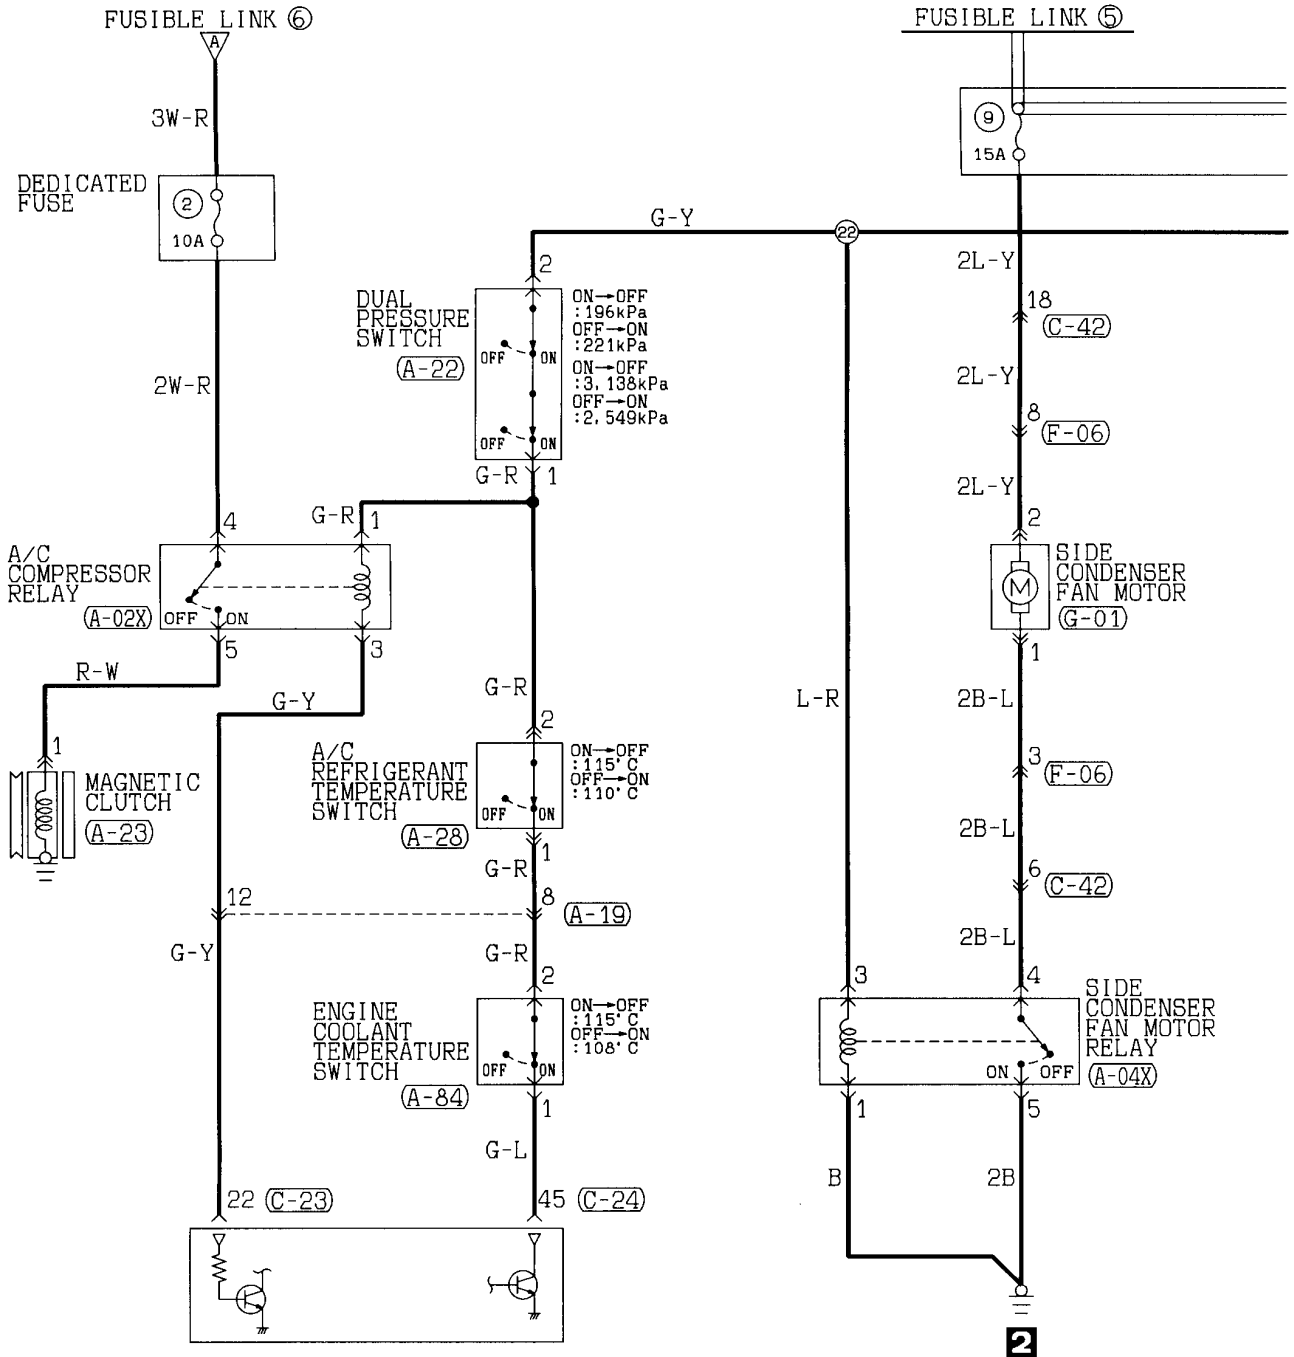 FUSIBLE LINK ⑥
A
3W-R
DEDICATED
FUSE
②
10A
2W-R
FUSIBLE LINK ⑤
⑨
15A
G-Y
22
2
DUAL
PRESSURE
SWITCH
A-22
ON→OFF
:196kPa
OFF→ON
:221kPa
ON→OFF
:3,138kPa
OFF→ON
:2,549kPa
OFF ON
OFF ON
G-R 1
2L-Y
18
C-42
2L-Y
8
F-06
2L-Y
2
4
G-R 1
A/C
COMPRESSOR
RELAY
A-02X
OFF ON
5
3
R-W
G-Y
1
MAGNETIC
CLUTCH
A-23
SIDE
CONDENSER
FAN MOTOR
G-01
M
1
G-R
2
A/C
REFRIGERANT
TEMPERATURE
SWITCH
A-28
ON→OFF
:115°C
OFF→ON
:110°C
OFF ON
1
G-R
L-R
2B-L
3
F-06
2B-L
6
C-42
2B-L
12
8
A-19
G-Y
G-R
2
ENGINE
COOLANT
TEMPERATURE
SWITCH
A-84
ON→OFF
:115°C
OFF→ON
:108°C
OFF ON
1
G-L
3
4
SIDE
CONDENSER
FAN MOTOR
RELAY
A-04X
ON OFF
1
5
B
2B
22 C-23
45 C-24
2